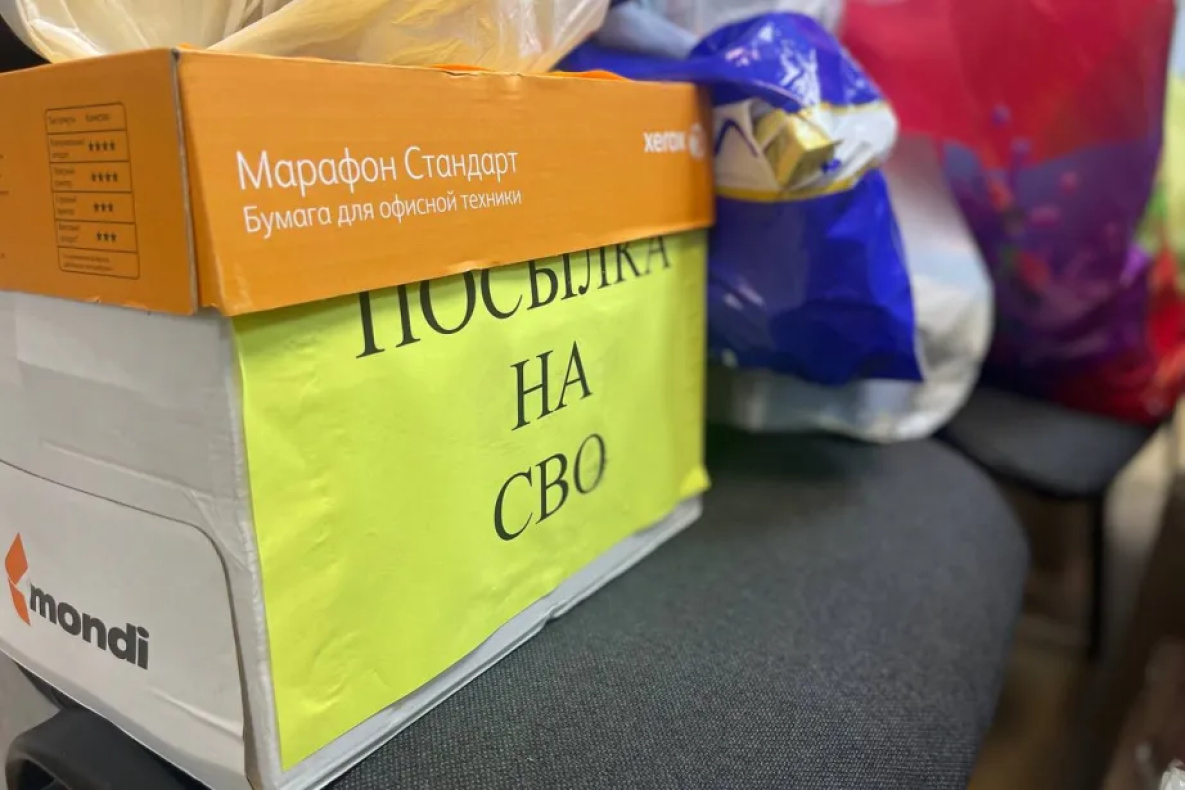 Марафон Стандарт
Бумага для офисной техники
xerox
ПОСЫЛКА
НА
СВО
mondi